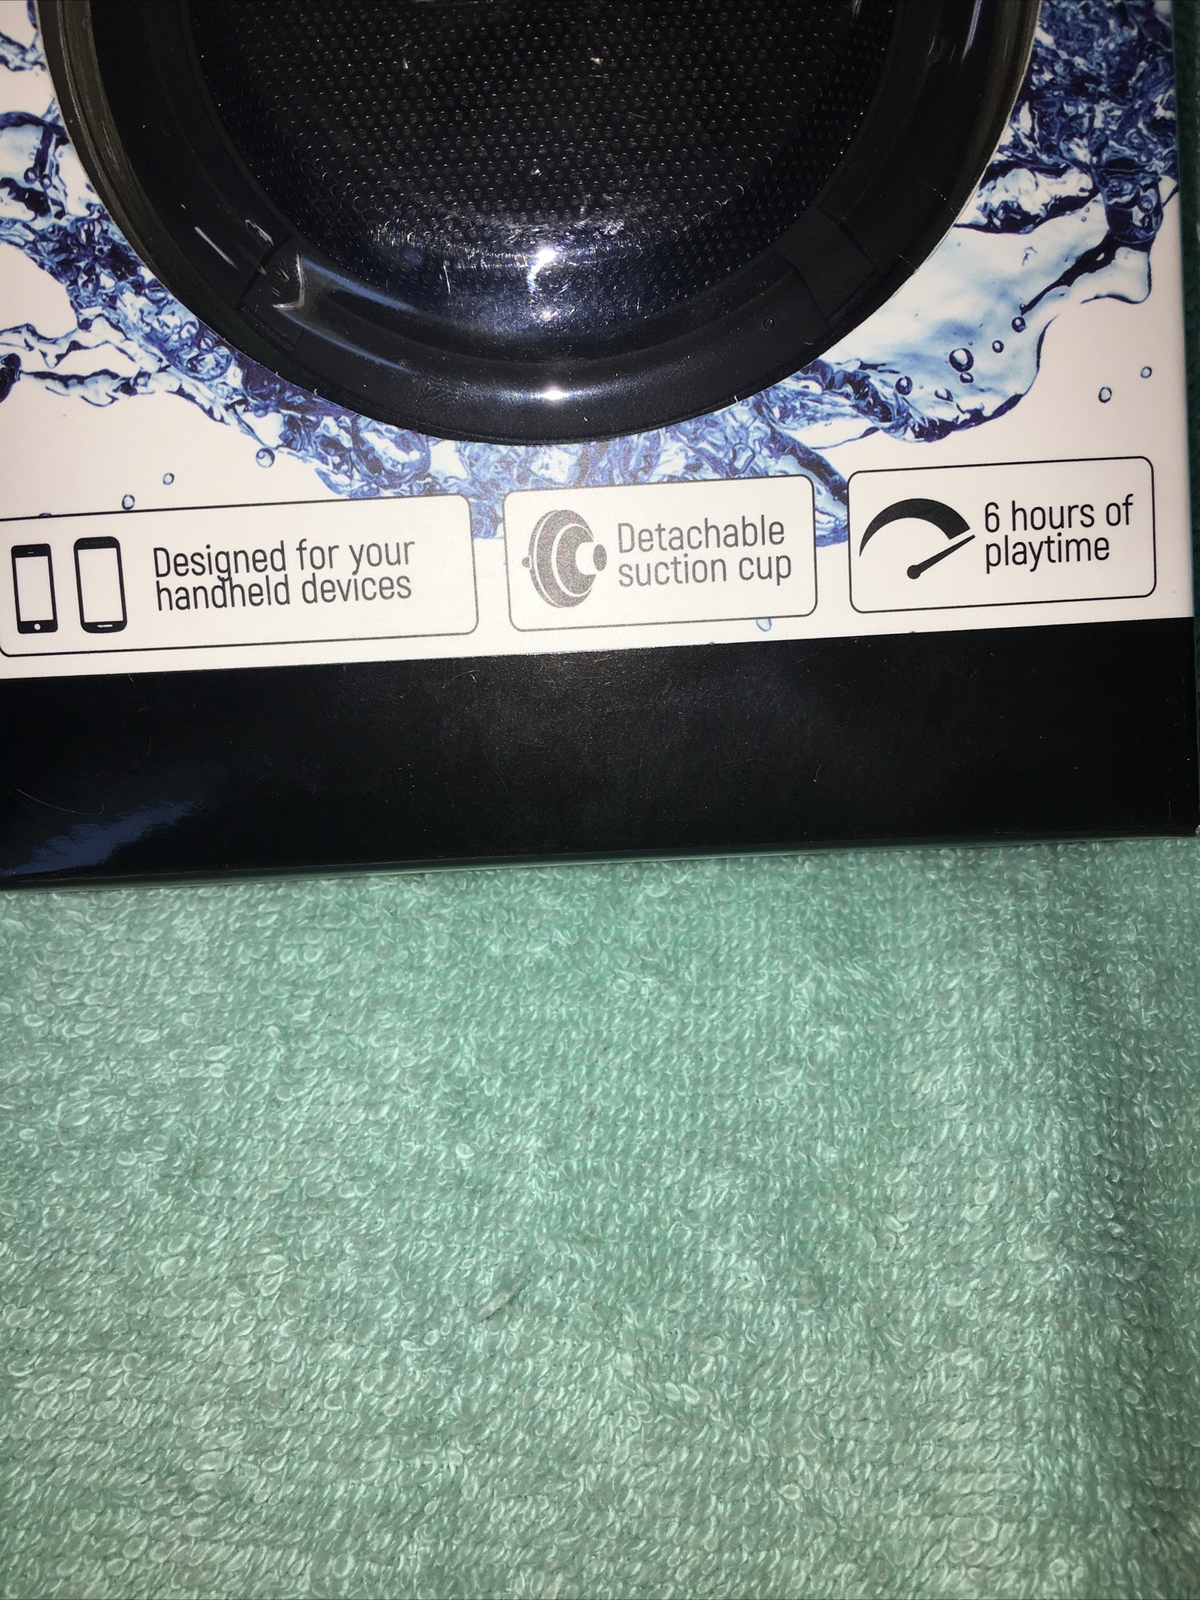 Designed for your
handheld devices
Detachable
suction cup
6 hours of
playtime